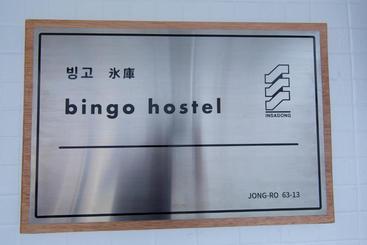 빙고 氷庫
bingo hostel
INSADONG
JONG-RO 63-13